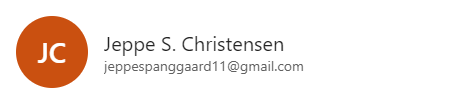 JC
Jeppe S. Christensen
jeppespanggaard11@gmail.com